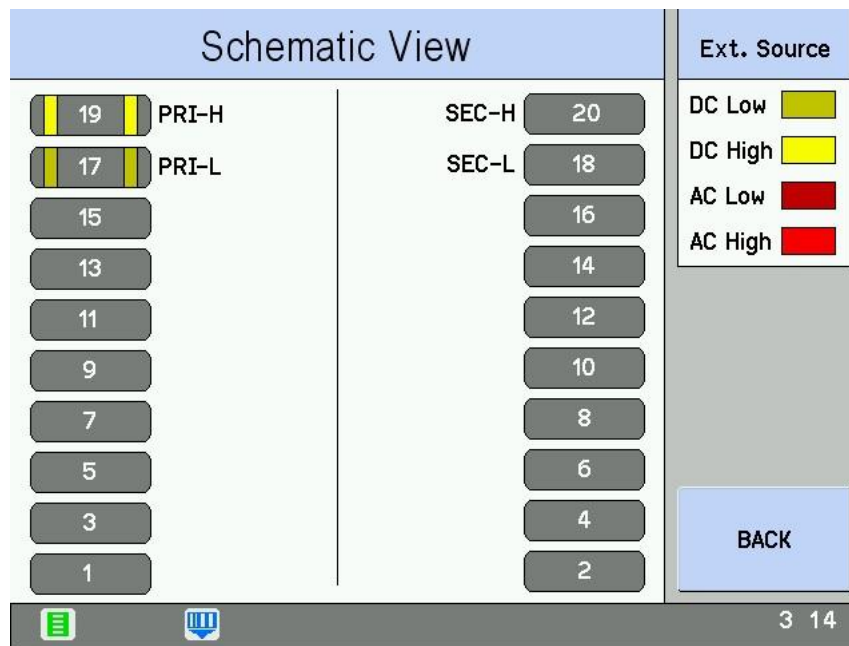 Schematic View
Ext. Source
19 PRI-H SEC-H 20
DC Low
17 PRI-L SEC-L 18
DC High
15 16
AC Low
13 14
AC High
11 12
9 10
7 8
5 6
3 4
BACK
1 2
3 14